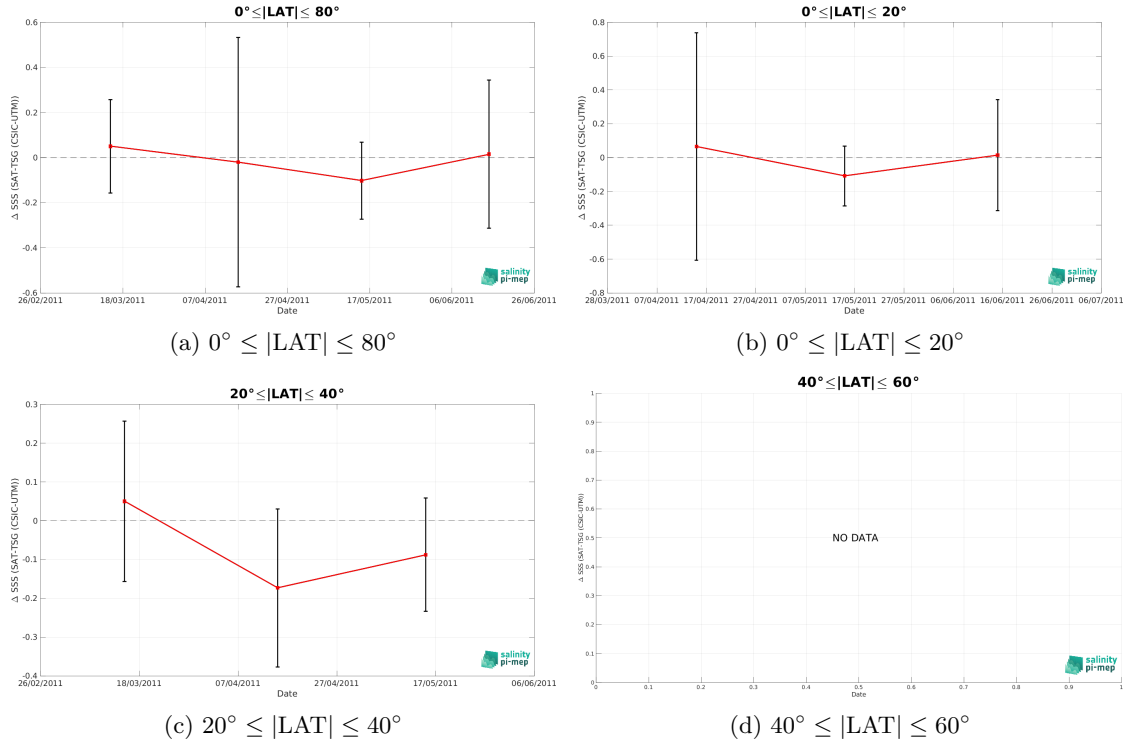 0°≤|LAT|≤ 80°
0.6
0.4
0.2
0
-0.2
-0.4
-0.6
Δ SSS (SAT-TSG (CSIC-UTM))
26/02/2011 18/03/2011 07/04/2011 27/04/2011 17/05/2011 06/06/2011 26/06/2011
Date
salinity
pi-mep
(a) 0° ≤ |LAT| ≤ 80°
0°≤|LAT|≤ 20°
0.8
0.6
0.4
0.2
0
-0.2
-0.4
-0.6
-0.8
Δ SSS (SAT-TSG (CSIC-UTM))
28/03/2011 07/04/2011 17/04/2011 27/04/2011 07/05/2011 17/05/2011 27/05/2011 06/06/2011 16/06/2011 26/06/2011 06/07/2011
Date
salinity
pi-mep
(b) 0° ≤ |LAT| ≤ 20°
20°≤|LAT|≤ 40°
0.3
0.2
0.1
0
-0.1
-0.2
-0.3
-0.4
Δ SSS (SAT-TSG (CSIC-UTM))
26/02/2011 18/03/2011 07/04/2011 27/04/2011 17/05/2011 06/06/2011
Date
salinity
pi-mep
(c) 20° ≤ |LAT| ≤ 40°
40°≤|LAT|≤ 60°
1
0.9
0.8
0.7
0.6
0.5
0.4
0.3
0.2
0.1
0
Δ SSS (SAT-TSG (CSIC-UTM))
NO DATA
0 0.1 0.2 0.3 0.4 0.5 0.6 0.7 0.8 0.9 1
Date
salinity
pi-mep
(d) 40° ≤ |LAT| ≤ 60°